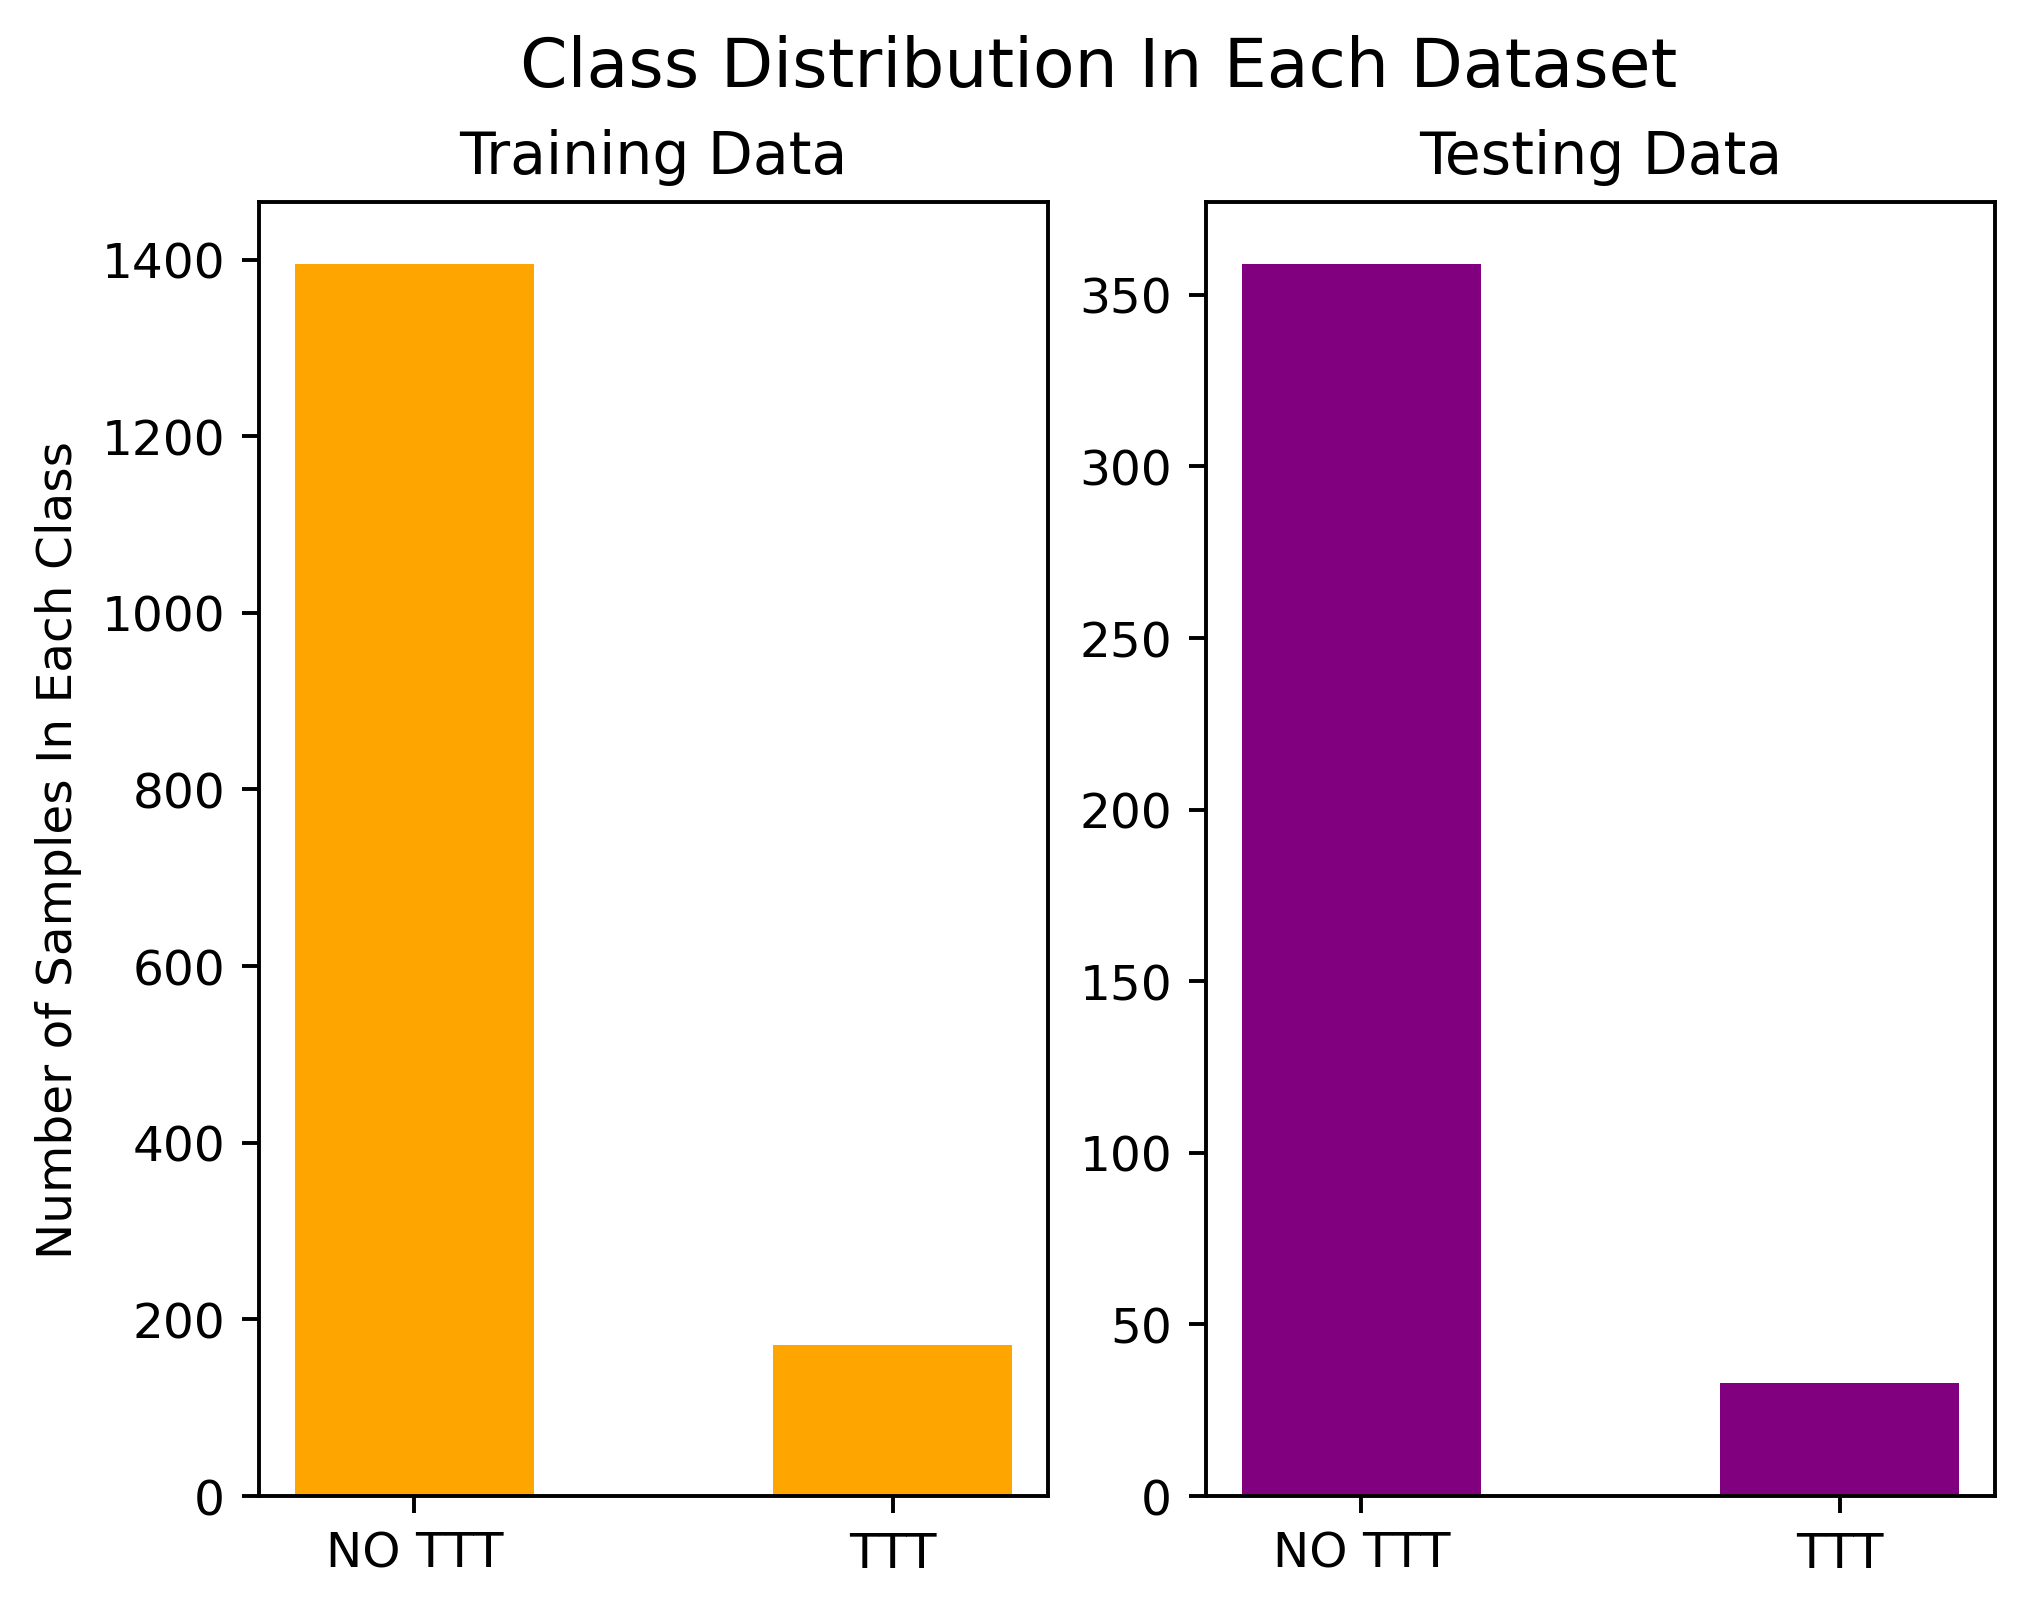 Class Distribution In Each Dataset
Training Data
Testing Data
Number of Samples In Each Class
1400
1200
1000
800
600
400
200
0
NO TTT
TTT
350
300
250
200
150
100
50
0
NO TTT
TTT